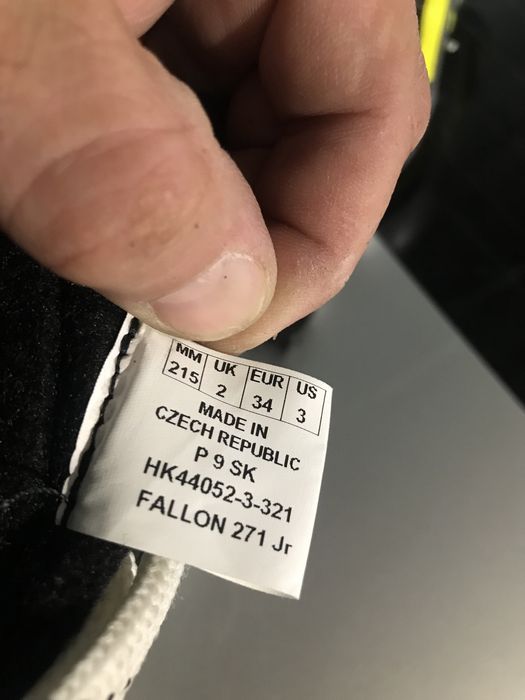 MM UK EUR US
215 2 34 3
MADE IN
CZECH REPUBLIC
P 9 SK
HK44052-3-321
FALLON 271 Jr